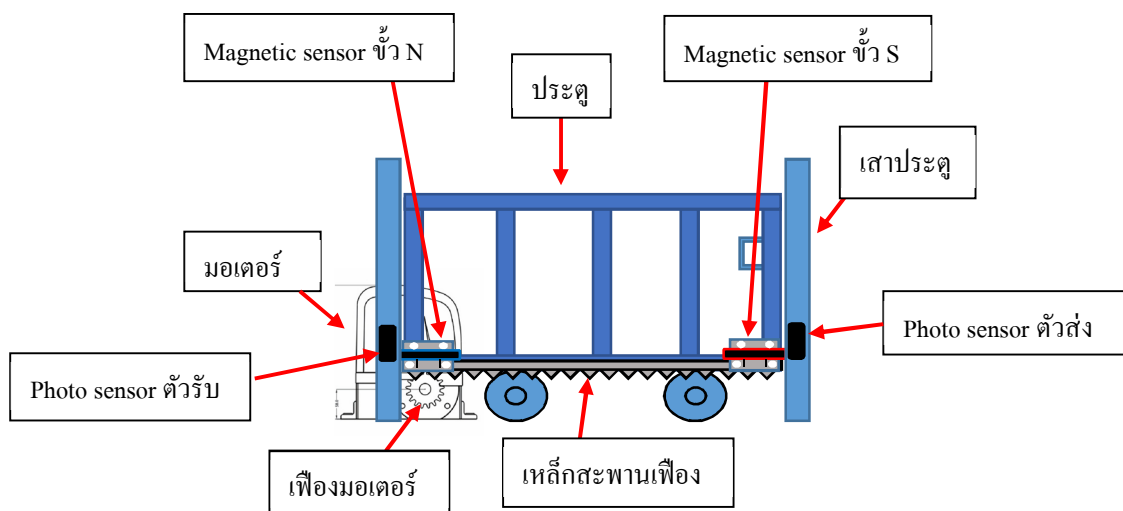 Magnetic sensor ขั้ว N
Magnetic sensor ขั้ว S
ประตู
เสาประตู
มอเตอร์
Photo sensor ตัวส่ง
Photo sensor ตัวรับ
เฟืองมอเตอร์
เหล็กสะพานเฟือง